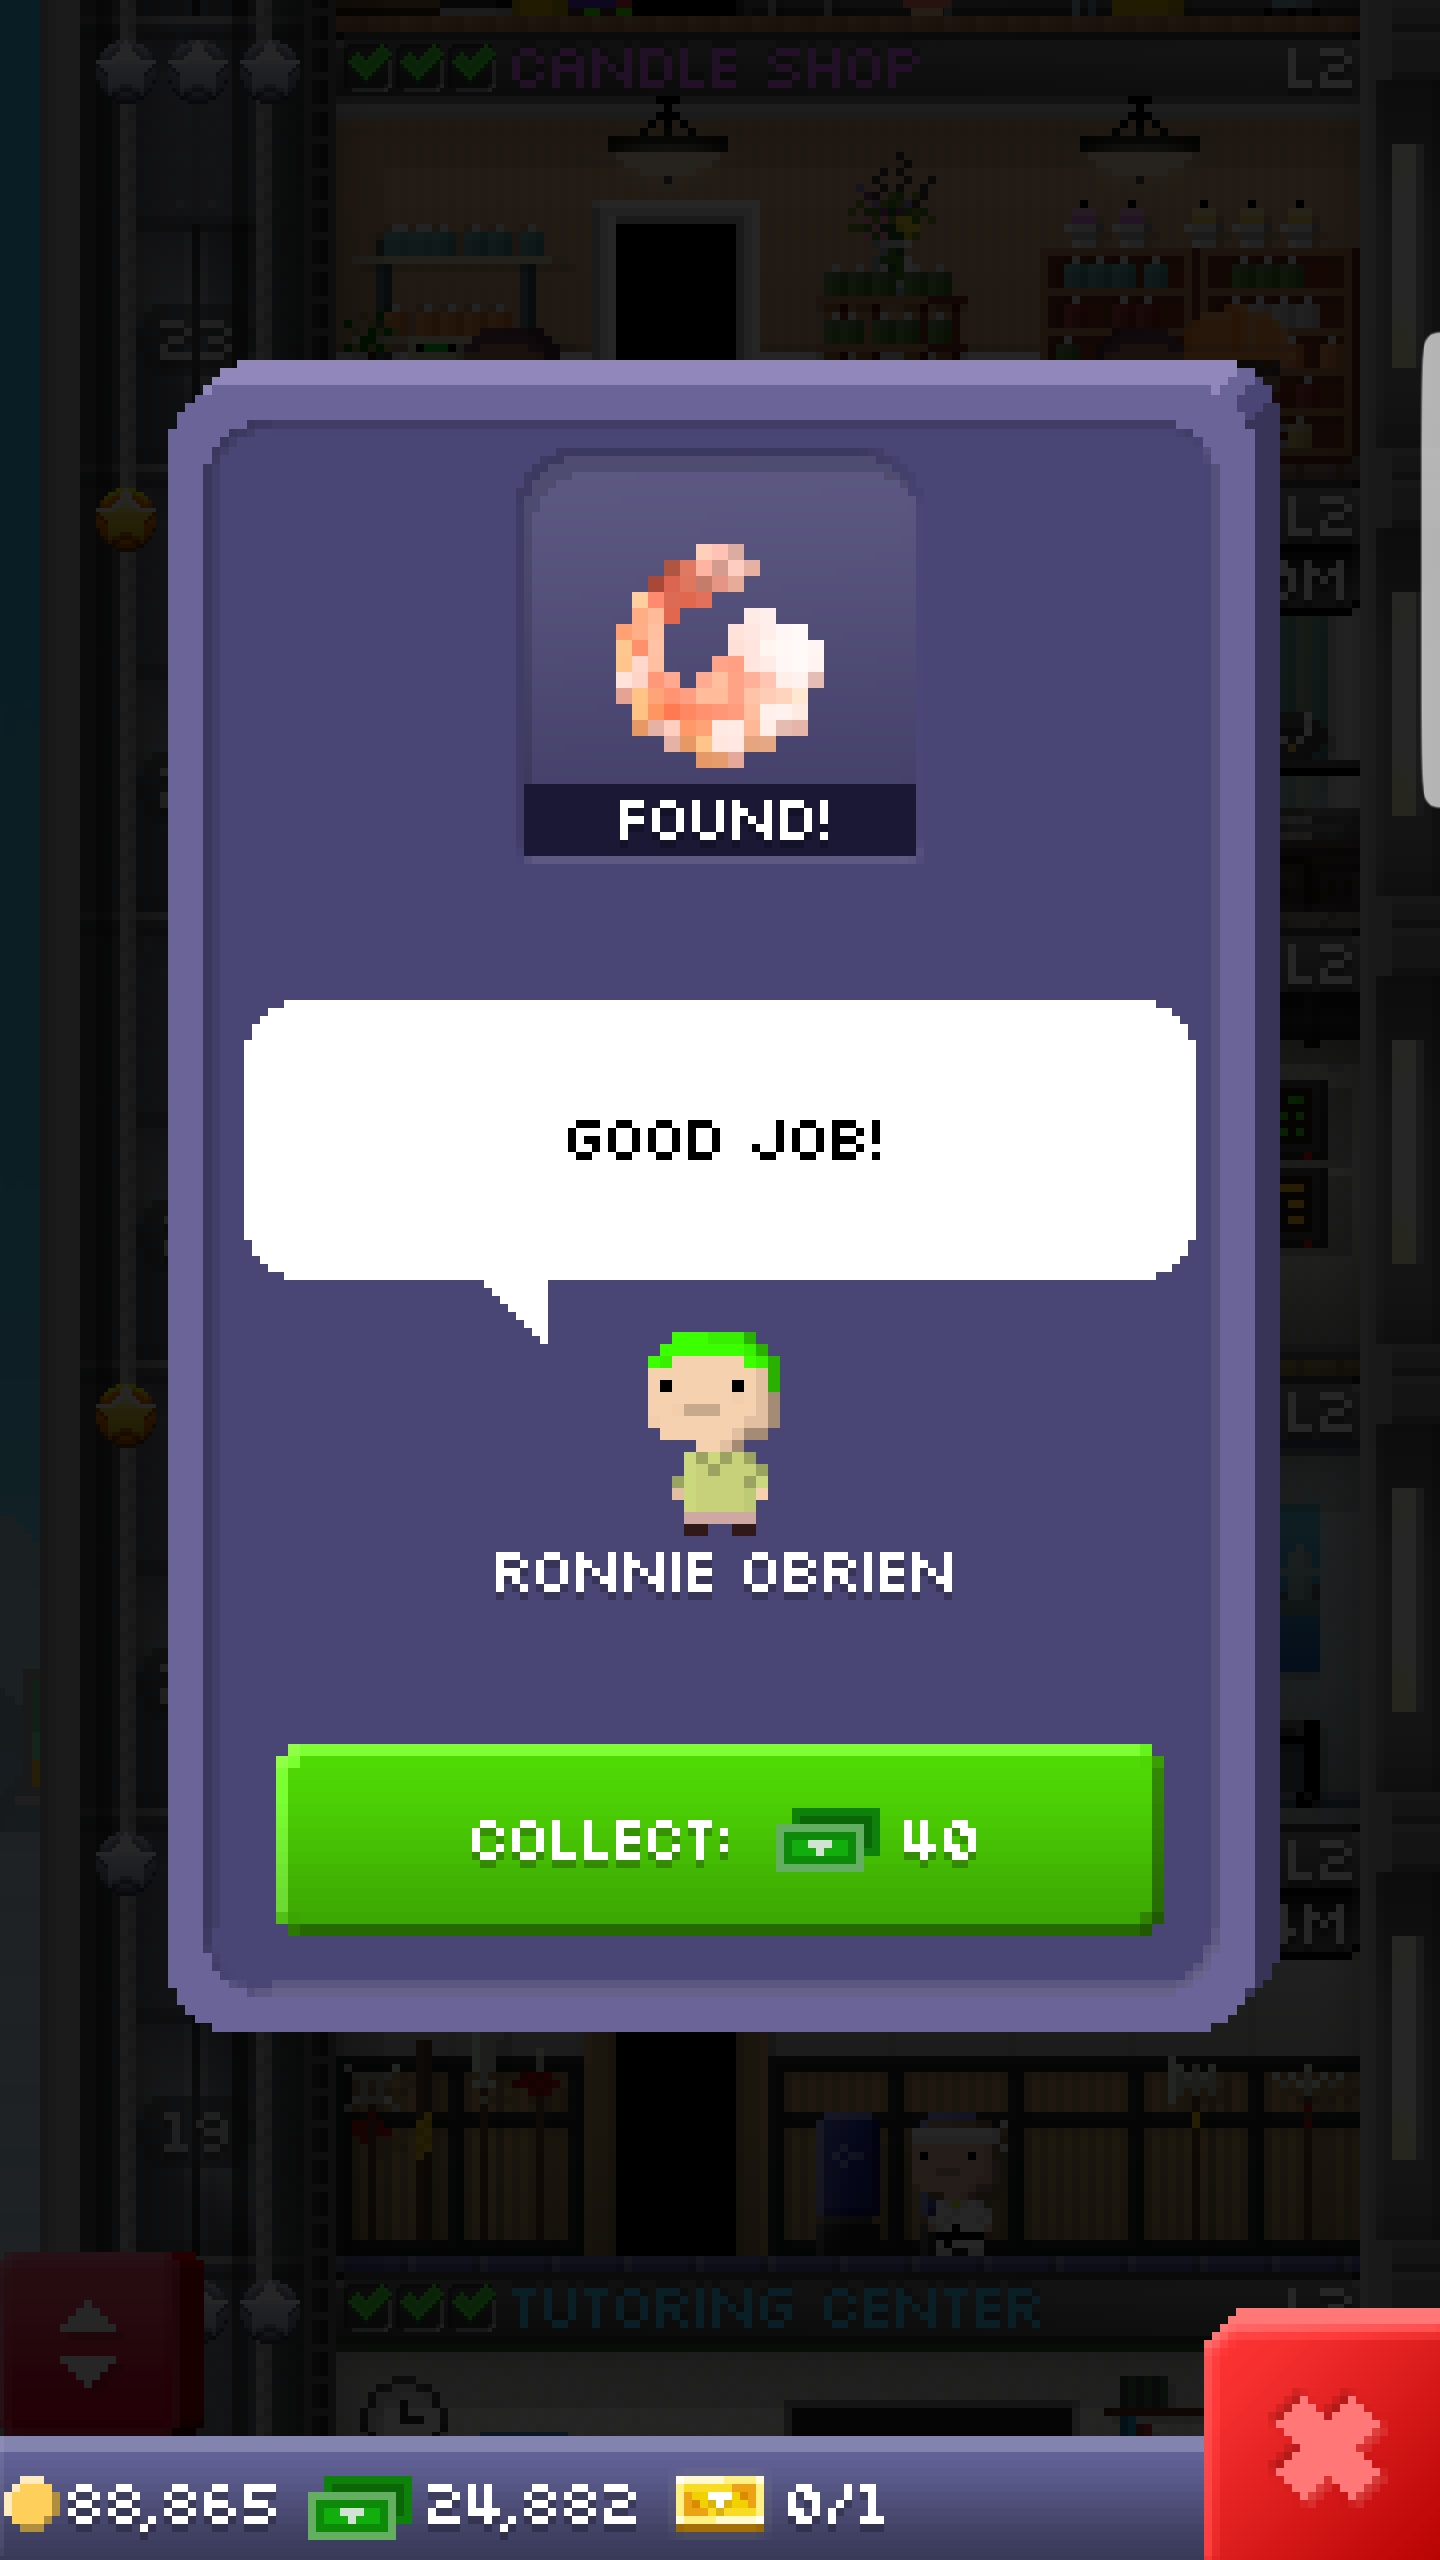 CANDLE SHOP L2
23
L2
L2
FOUND!
GOOD JOB!
L2
RONNIE OBRIEN
COLLECT: 40
L2
19
TUTORING CENTER
88,865 24,882 0/1